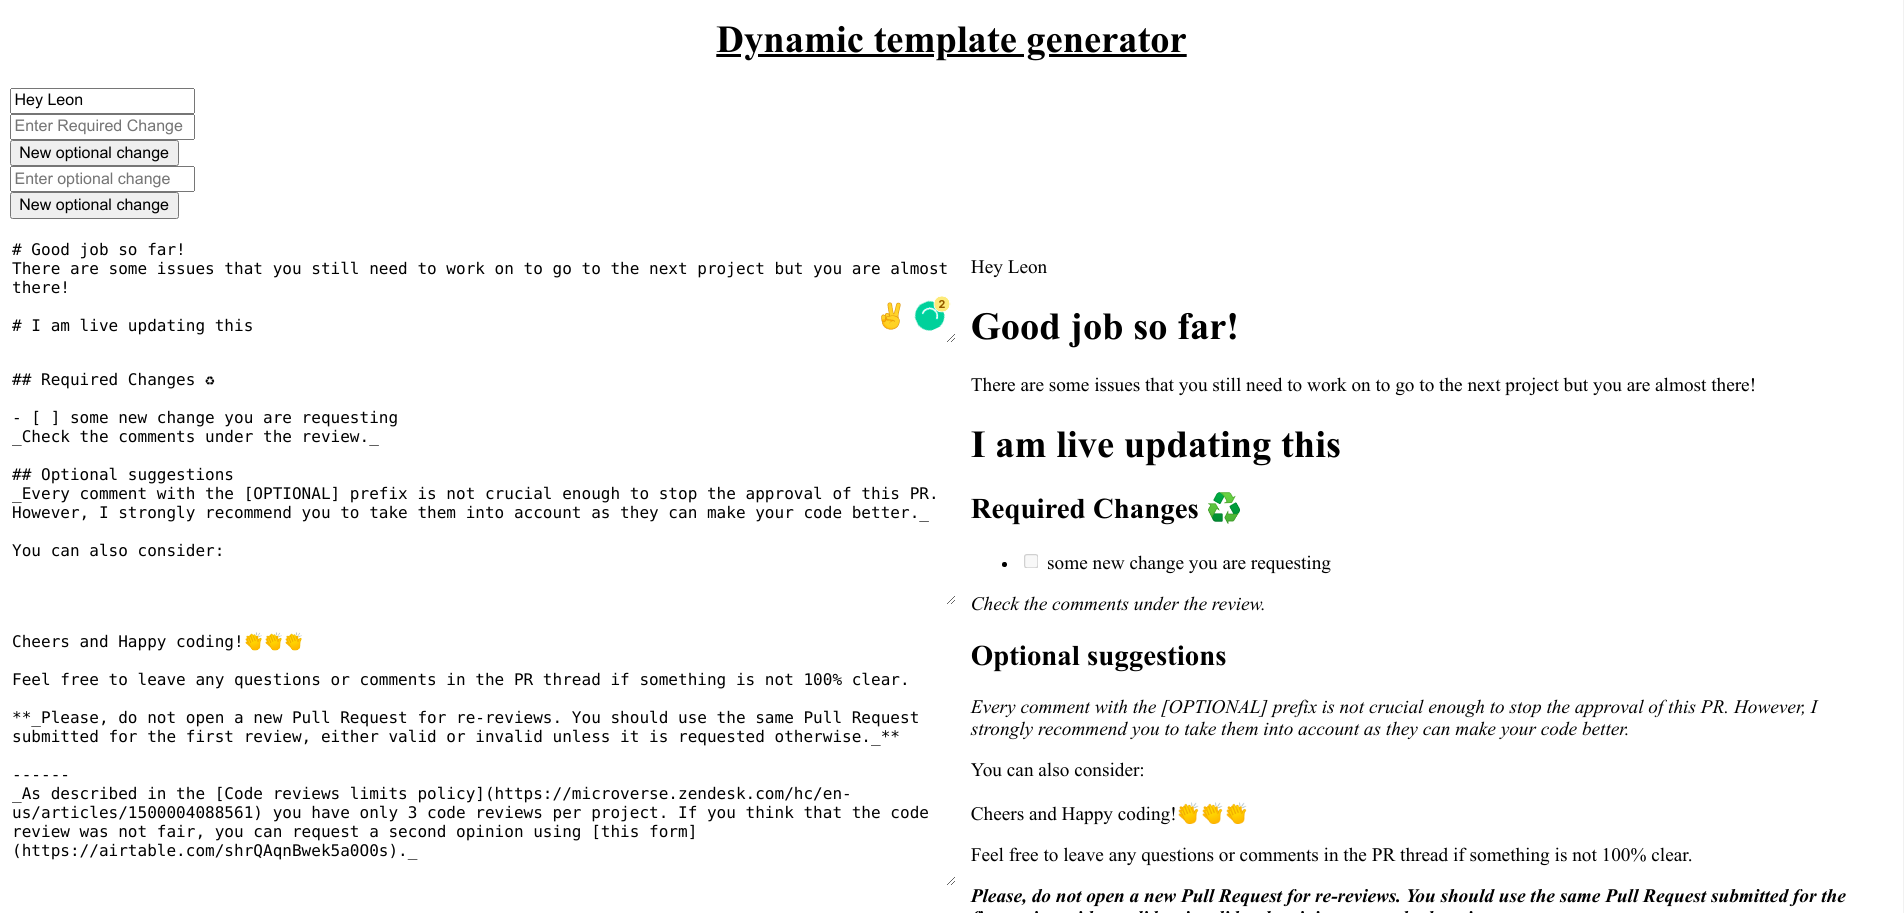 Dynamic template generator
Hey Leon
Enter Required Change
New optional change
Enter optional change
New optional change
# Good job so far!
There are some issues that you still need to work on to go to the next project but you are almost
there!
# I am live updating this
✌️ 2
## Required Changes ♻
- [ ] some new change you are requesting
_Check the comments under the review._
## Optional suggestions
_Every comment with the [OPTIONAL] prefix is not crucial enough to stop the approval of this PR.
However, I strongly recommend you to take them into account as they can make your code better._
You can also consider:
Cheers and Happy coding!👏👏👏
Feel free to leave any questions or comments in the PR thread if something is not 100% clear.
**_Please, do not open a new Pull Request for re-reviews. You should use the same Pull Request
submitted for the first review, either valid or invalid unless it is requested otherwise._**
------
_As described in the [Code reviews limits policy](https://microverse.zendesk.com/hc/en-
us/articles/1500004088561) you have only 3 code reviews per project. If you think that the code
review was not fair, you can request a second opinion using [this form]
(https://airtable.com/shrQAqnBwek5a0O0s)._
Hey Leon
Good job so far!
There are some issues that you still need to work on to go to the next project but you are almost there!
I am live updating this
Required Changes ♻️
• some new change you are requesting
Check the comments under the review.
Optional suggestions
Every comment with the [OPTIONAL] prefix is not crucial enough to stop the approval of this PR. However, I
strongly recommend you to take them into account as they can make your code better.
You can also consider:
Cheers and Happy coding!👏👏👏
Feel free to leave any questions or comments in the PR thread if something is not 100% clear.
Please, do not open a new Pull Request for re-reviews. You should use the same Pull Request submitted for the